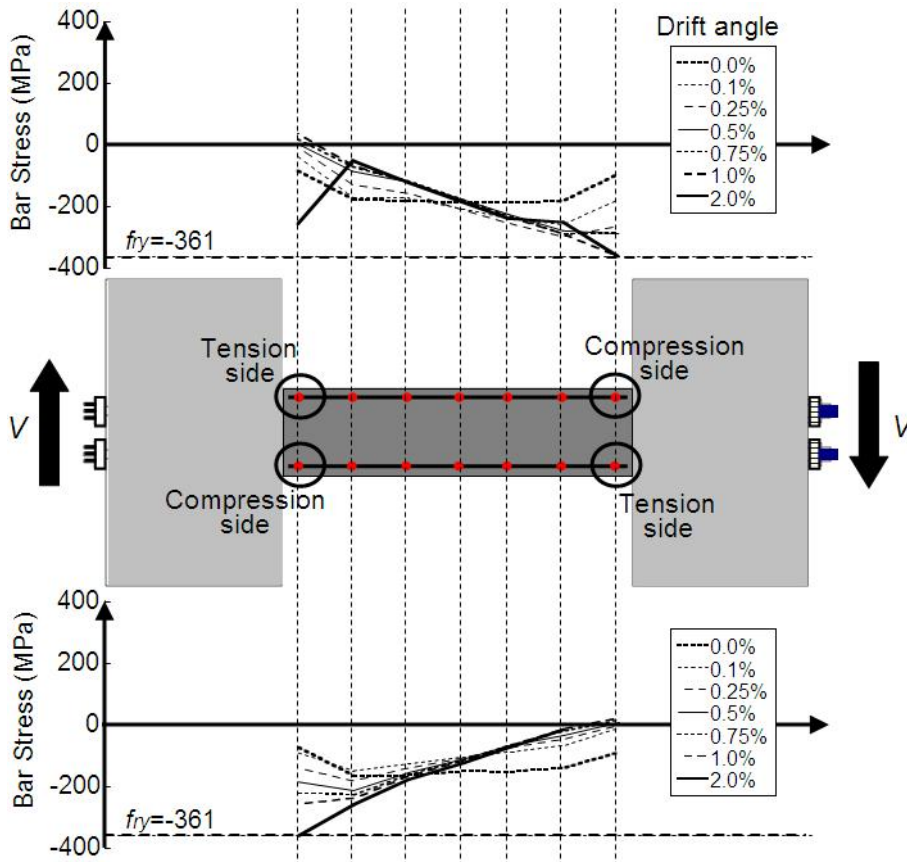 Drift angle
0.0%
0.1%
0.25%
0.5%
0.75%
1.0%
2.0%
Bar Stress (MPa)
400
200
0
-200
-400
fry=-361
Tension
side
Compression
side
V
V
Compression
side
Tension
side
Bar Stress (MPa)
400
200
0
-200
-400
fry=-361
0.0%
0.1%
0.25%
0.5%
0.75%
1.0%
2.0%